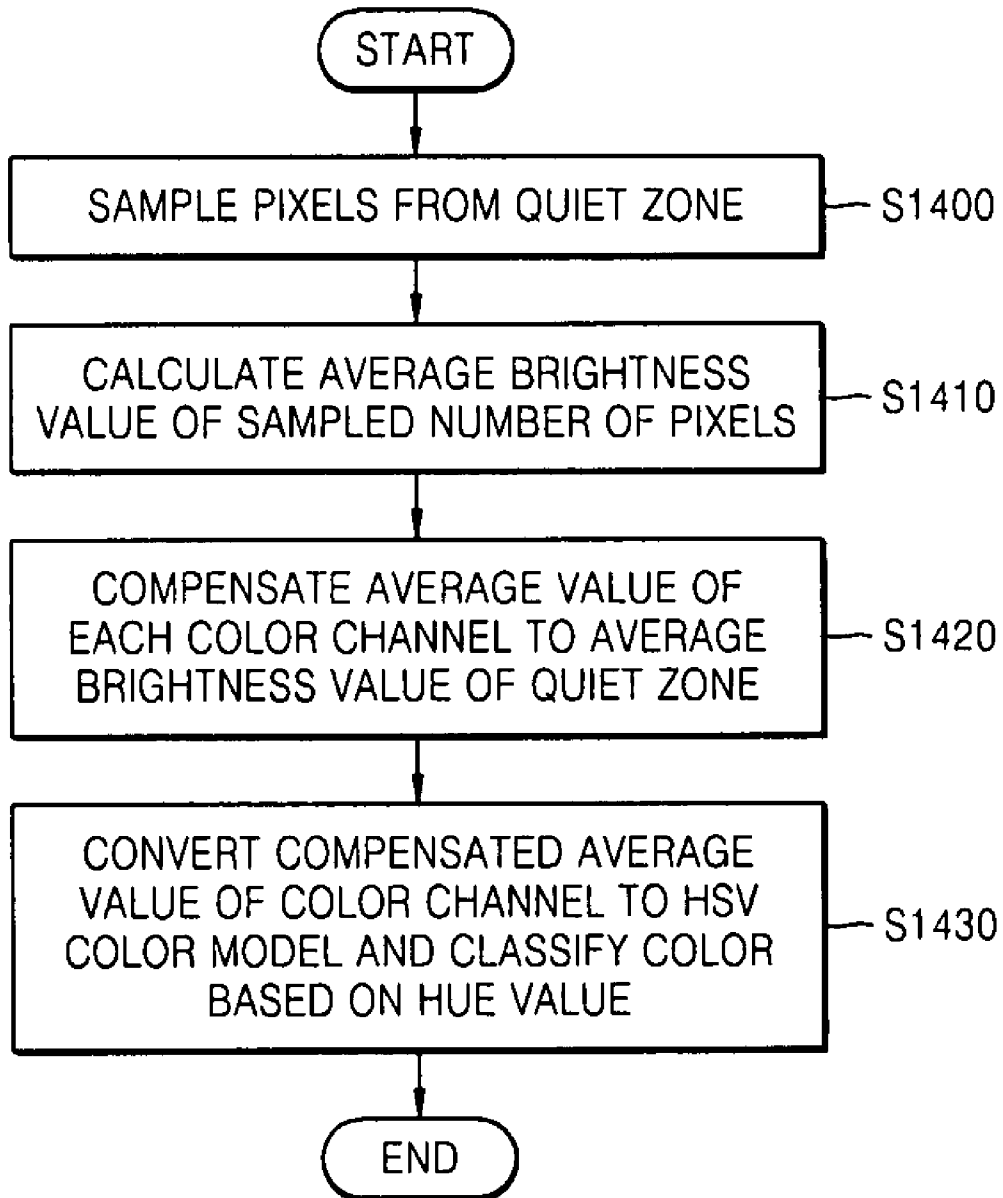 START
SAMPLE PIXELS FROM QUIET ZONE
S1400
CALCULATE AVERAGE BRIGHTNESS
VALUE OF SAMPLED NUMBER OF PIXELS
S1410
COMPENSATE AVERAGE VALUE OF
EACH COLOR CHANNEL TO AVERAGE
BRIGHTNESS VALUE OF QUIET ZONE
S1420
CONVERT COMPENSATED AVERAGE
VALUE OF COLOR CHANNEL TO HSV
COLOR MODEL AND CLASSIFY COLOR
BASED ON HUE VALUE
S1430
END